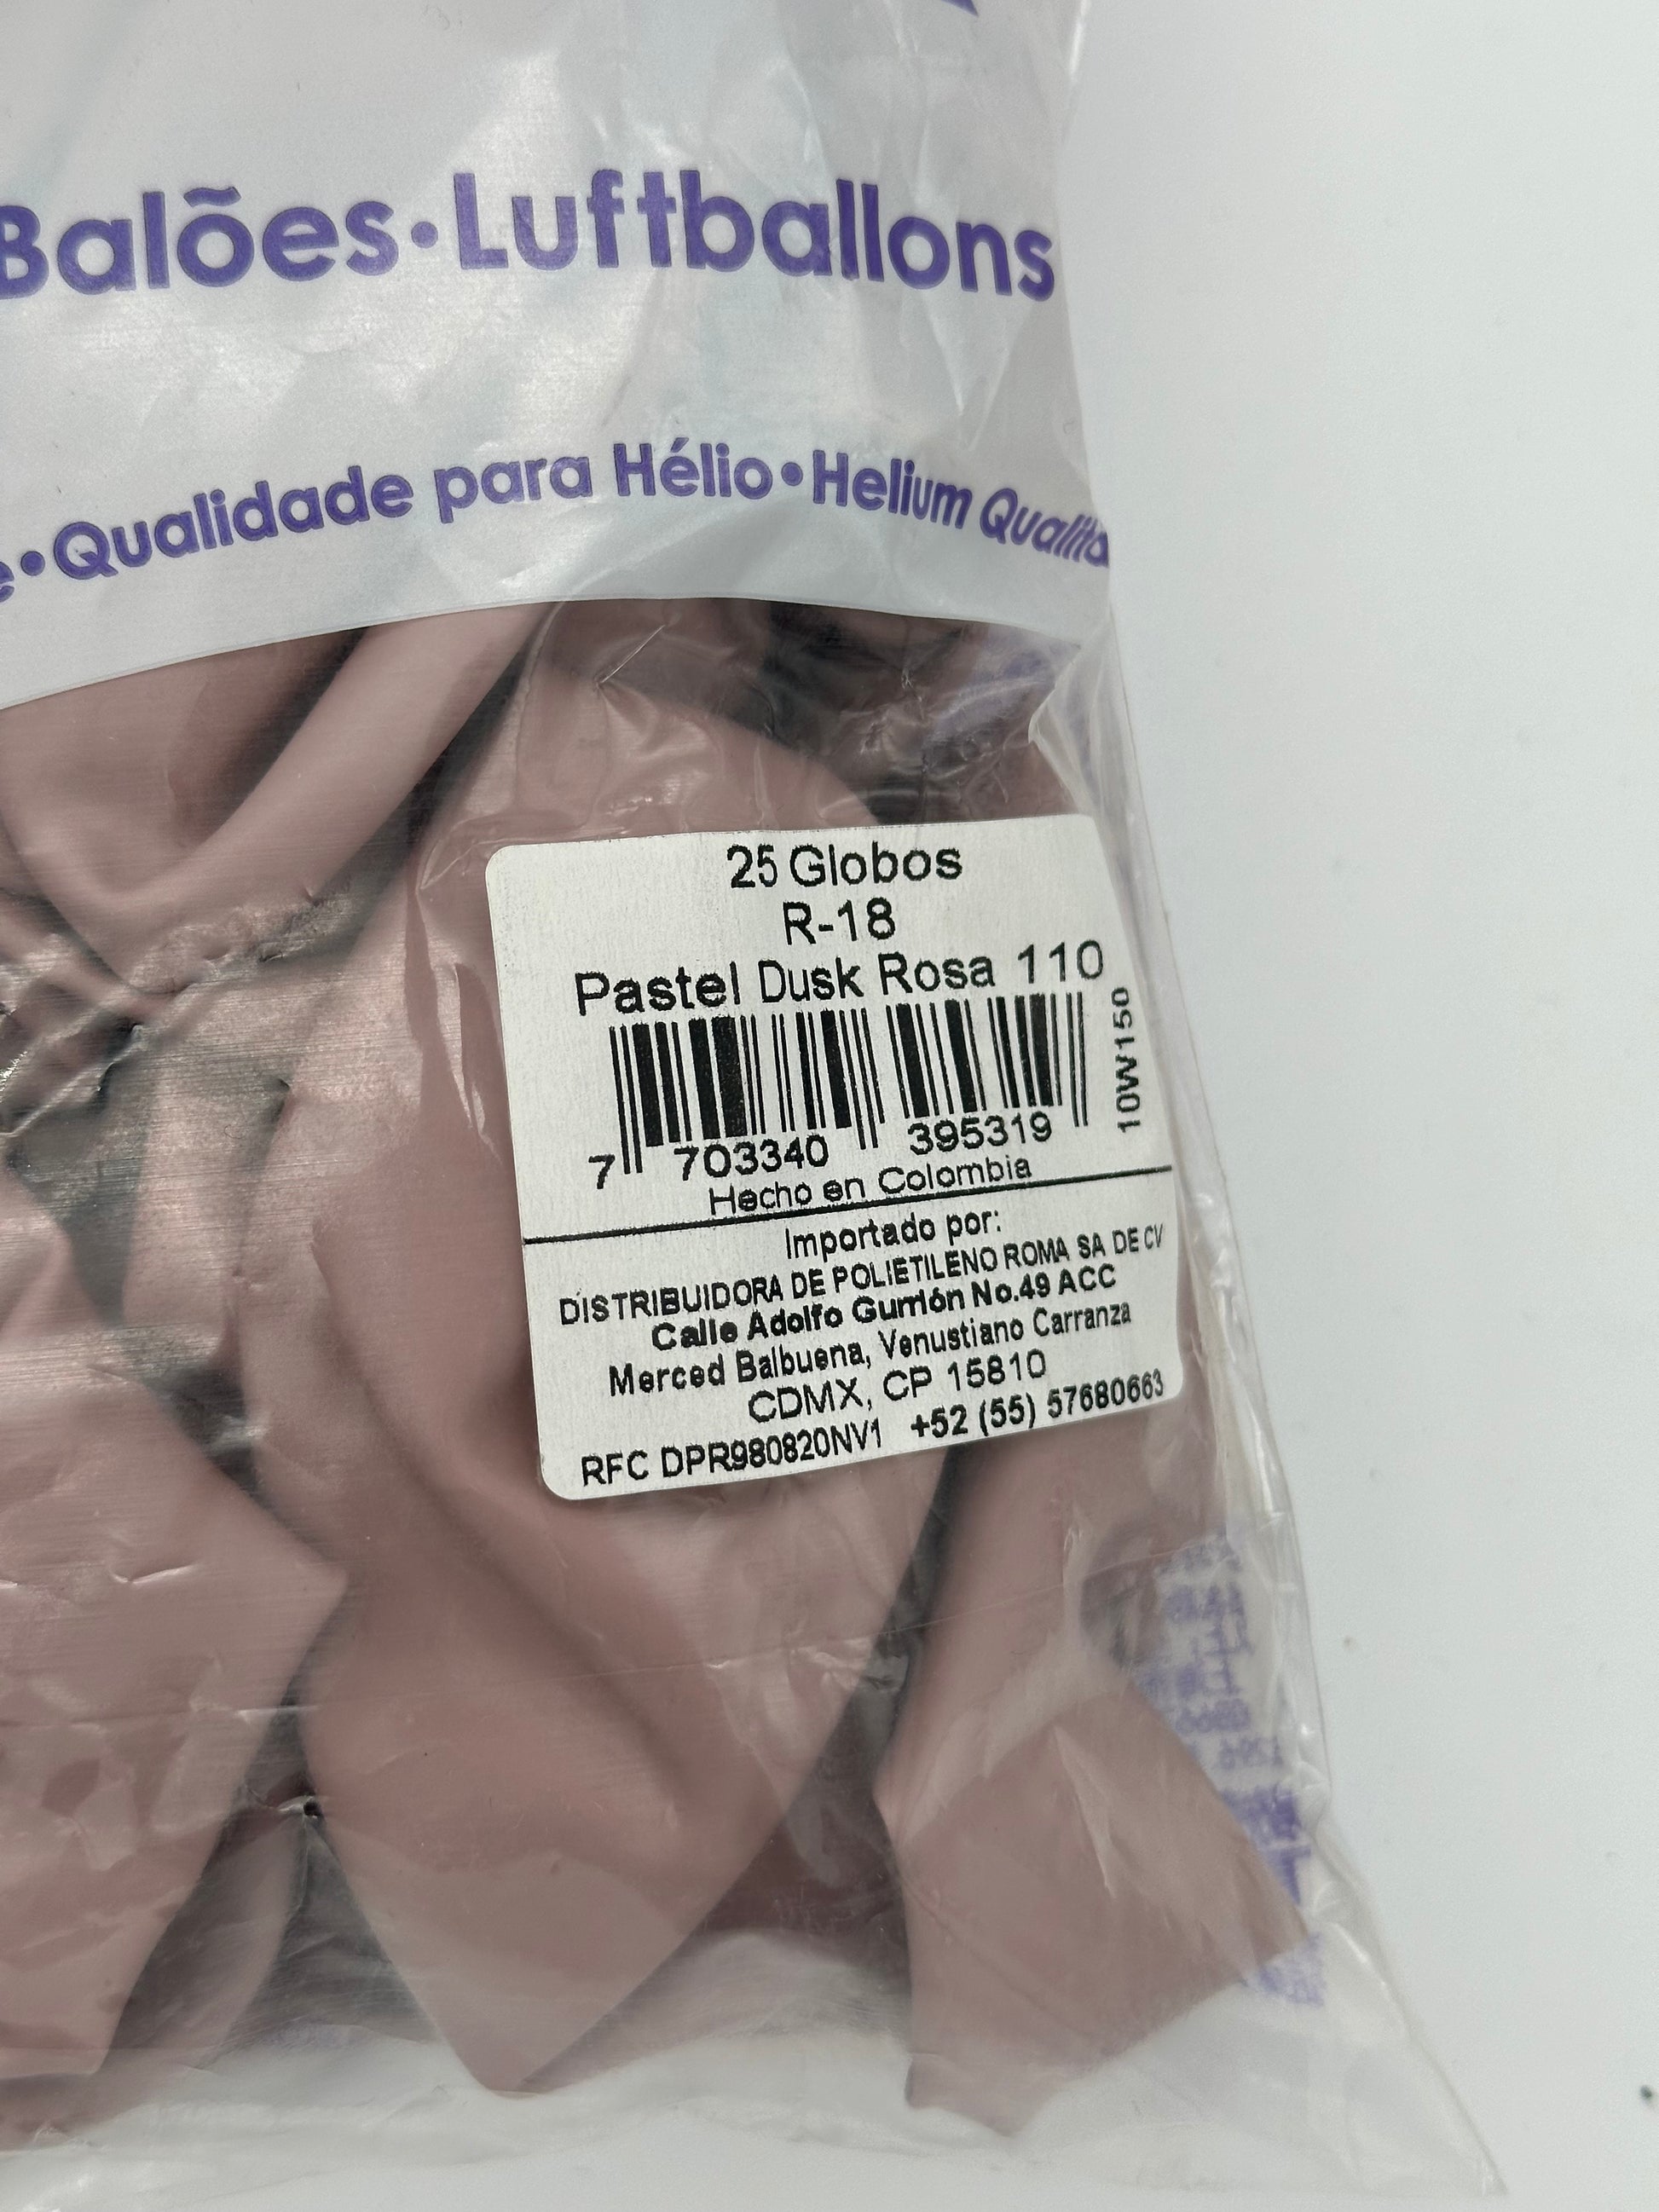 Balões•Luftballons
e•Qualidade para Hélio•Helium Qualita
25 Globos
R-18
Pastel Dusk Rosa 110
10W150
7 703340 395319
Hecho en Colombia
Importado por:
DISTRIBUIDORA DE POLIETILENO ROMA SA DE CV
Calle Adolfo Gurrión No.49 ACC
Merced Balbuena, Venustiano Carranza
CDMX, CP 15810
RFC DPR980820NV1 +52 (55) 57680663